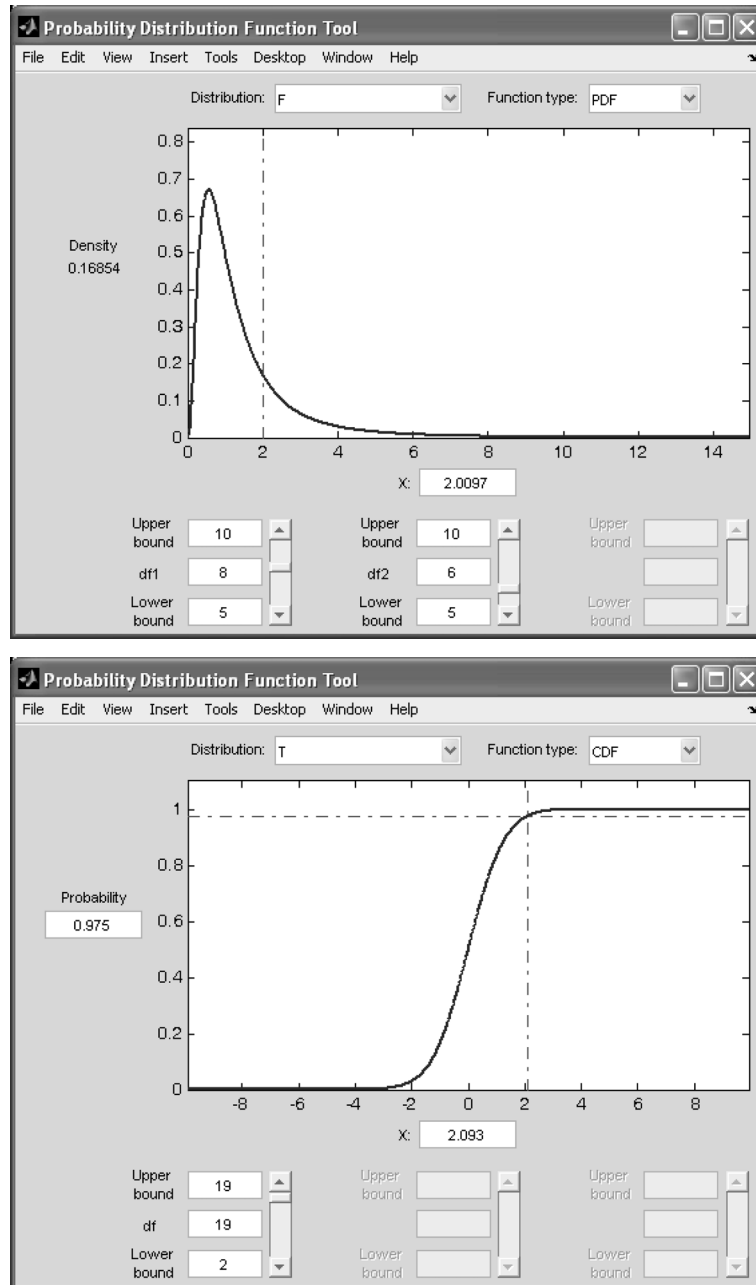 Probability Distribution Function Tool
File Edit View Insert Tools Desktop Window Help
Distribution: F Function type: PDF
0.8
0.7
0.6
Density
0.16854
0.5
0.4
0.3
0.2
0.1
0
0 2 4 6 8 10 12 14
X: 2.0097
Upper bound 10 Upper bound 10 Upper bound
df1 8 df2 6
Lower bound 5 Lower bound 5 Lower bound
Probability Distribution Function Tool
File Edit View Insert Tools Desktop Window Help
Distribution: T Function type: CDF
1
0.8
Probability
0.975
0.6
0.4
0.2
0
-8 -6 -4 -2 0 2 4 6 8
X: 2.093
Upper bound 19 Upper bound Upper bound
df 19
Lower bound 2 Lower bound Lower bound